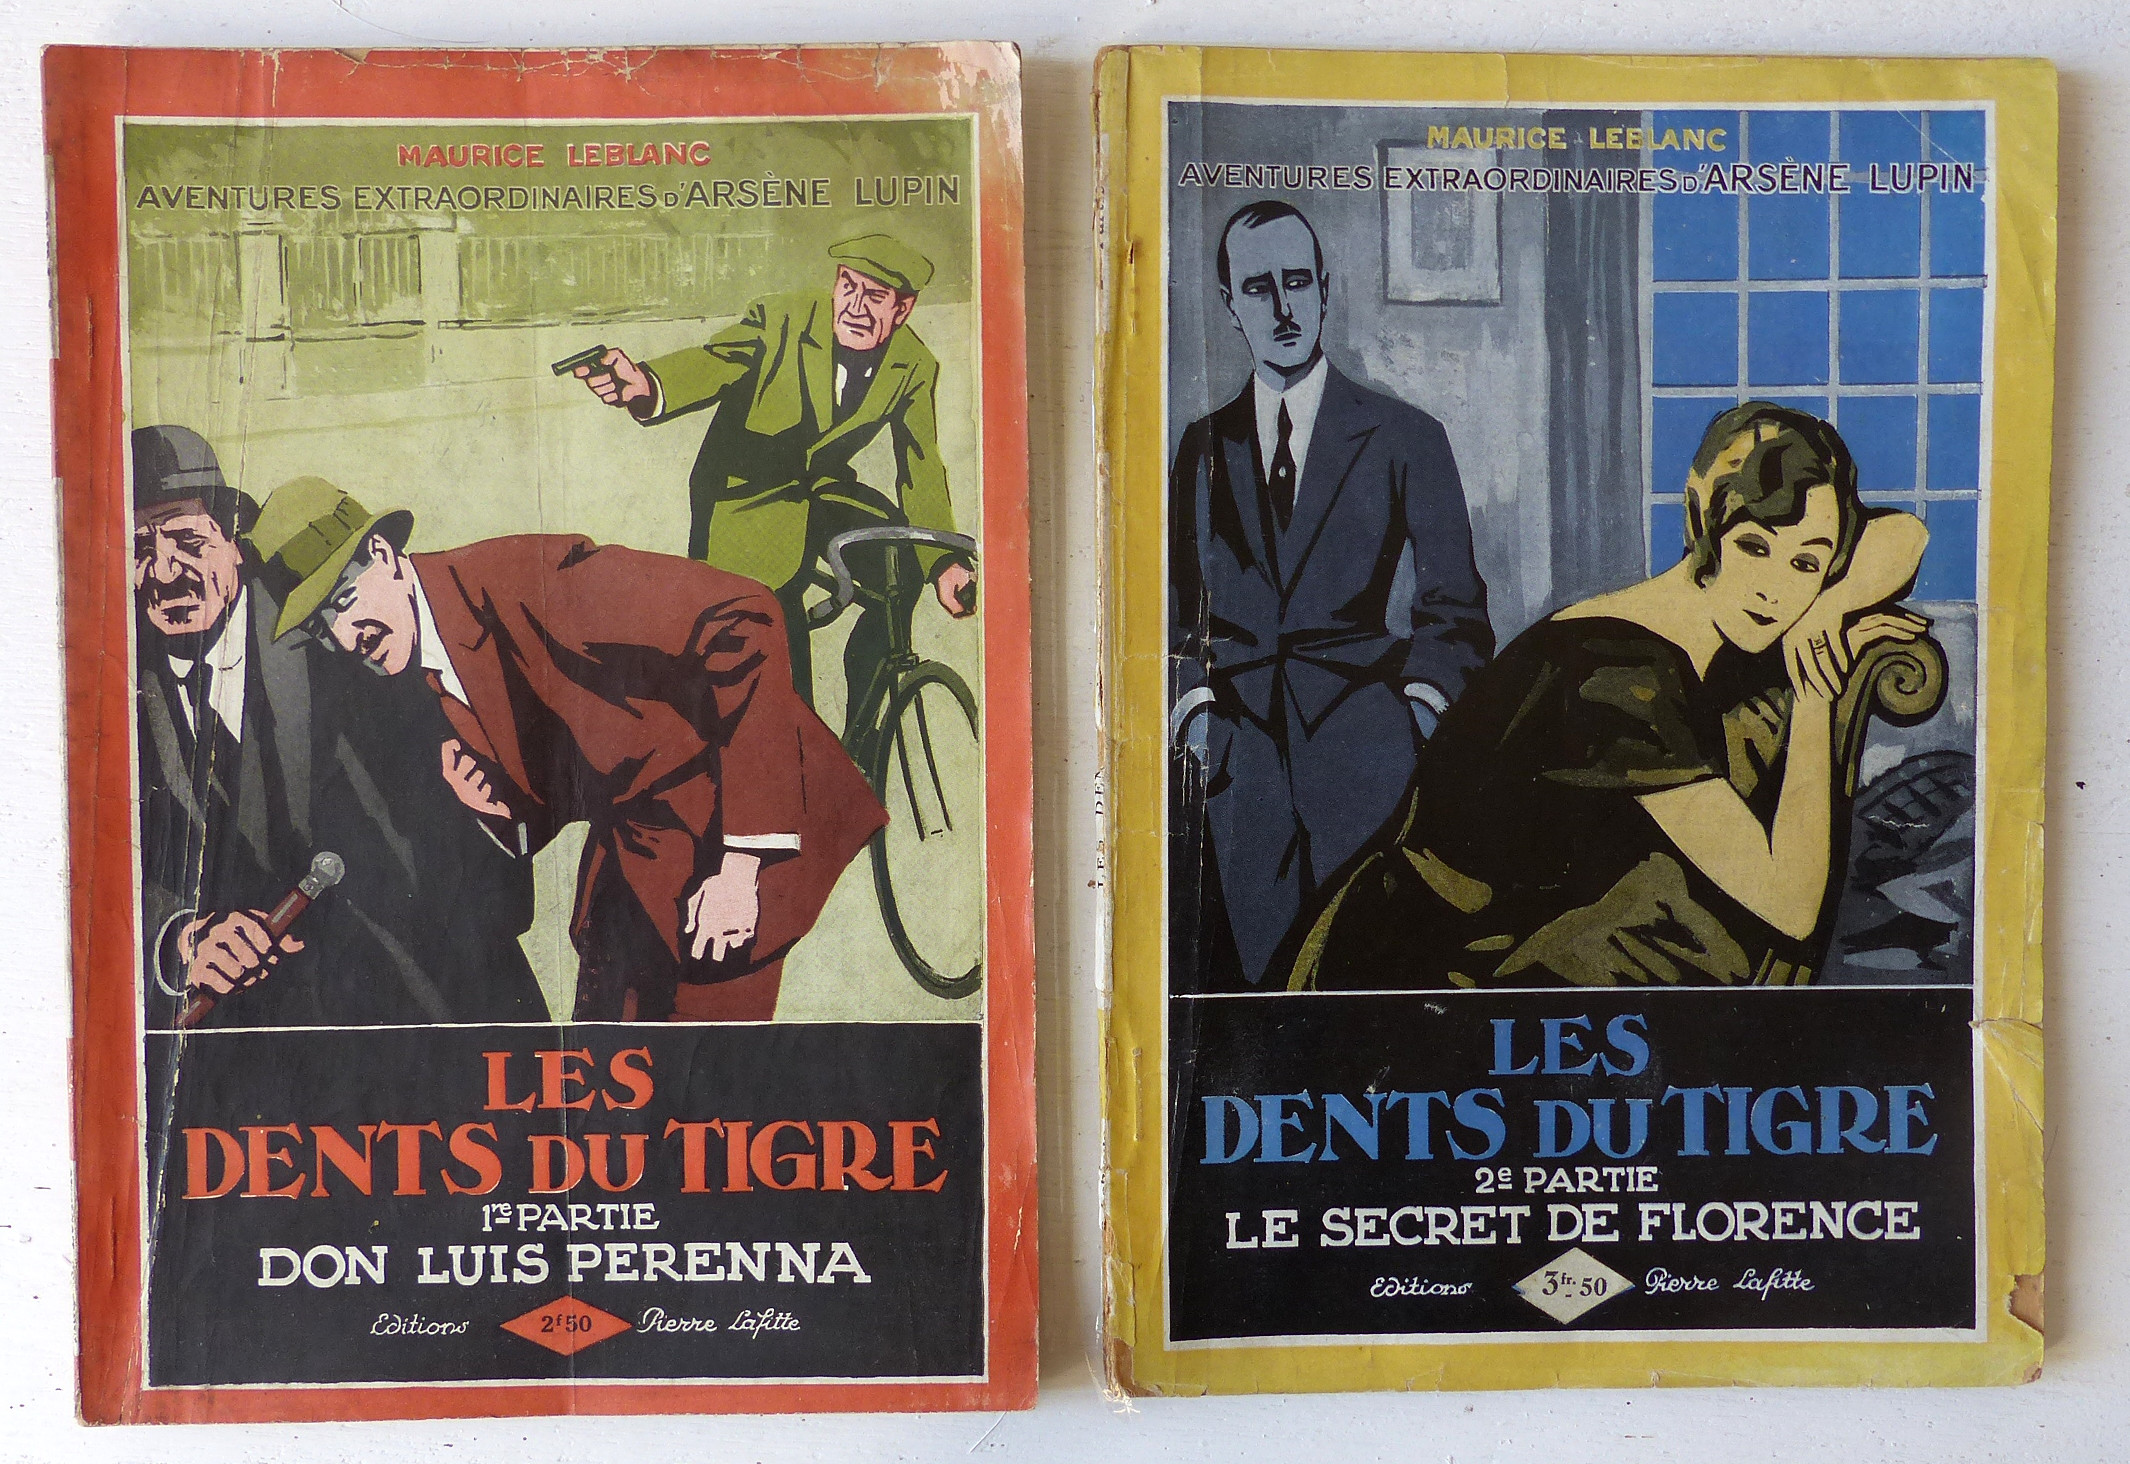 MAURICE LEBLANC
AVENTURES EXTRAORDINAIRES D'ARSÈNE LUPIN
LES
DENTS DU TIGRE
1re PARTIE
DON LUIS PERENNA
Editions 2f50 Pierre Lafitte
MAURICE LEBLANC
AVENTURES EXTRAORDINAIRES D'ARSÈNE LUPIN
LES
DENTS DU TIGRE
2e PARTIE
LE SECRET DE FLORENCE
Editions 3fr.50 Pierre Lafitte
LES DEN